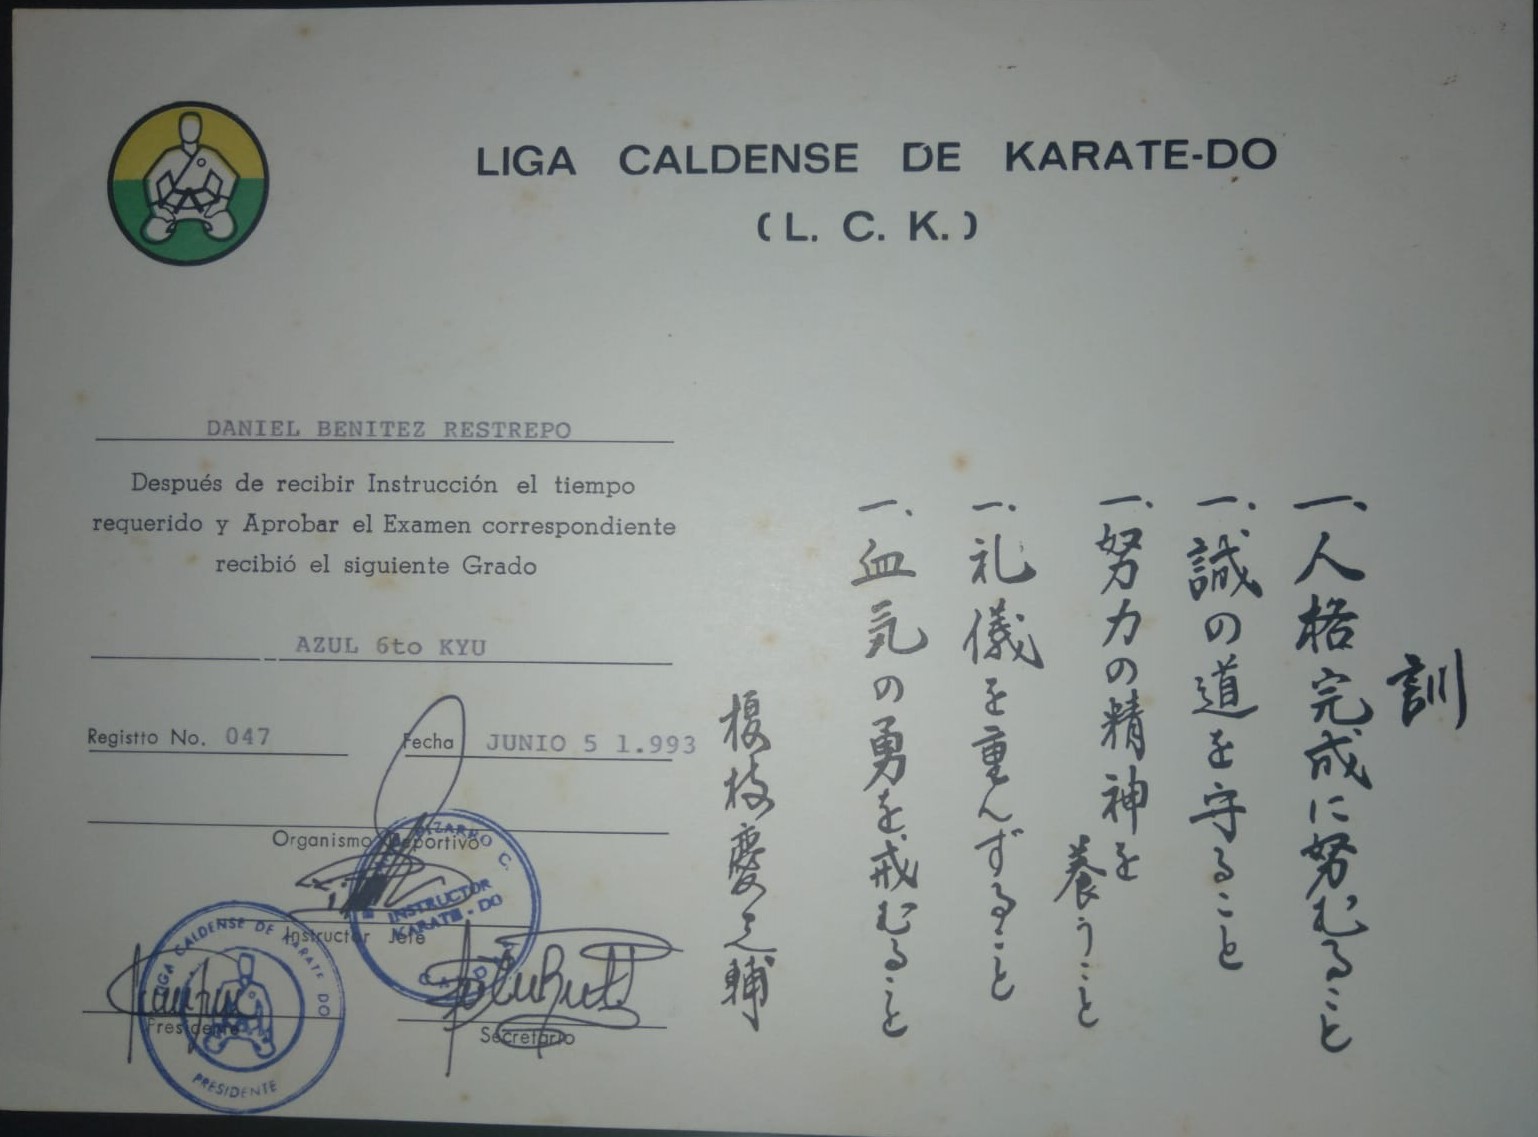 LIGA CALDENSE DE KARATE-DO
( L. C. K. )
DANIEL BENITEZ RESTREPO
Después de recibir Instrucción el tiempo
requerido y Aprobar el Examen correspondiente
recibió el siguiente Grado
AZUL 6to KYU
Registto No. 047
Fecha JUNIO 5 1.993
Organismo Deportivo
Instructor Jefe
Presidente
Secretario
PIZARRO C.
INSTRUCTOR
KARATE-DO
LIGA CALDENSE DE KARATE DO
PRESIDENTE
訓
一、人格完成に努むること
一、誠の道を守ること
一、努力の精神を養うこと
一、礼儀を重んずること
一、血気の勇を戒むること
榎枝慶之輔